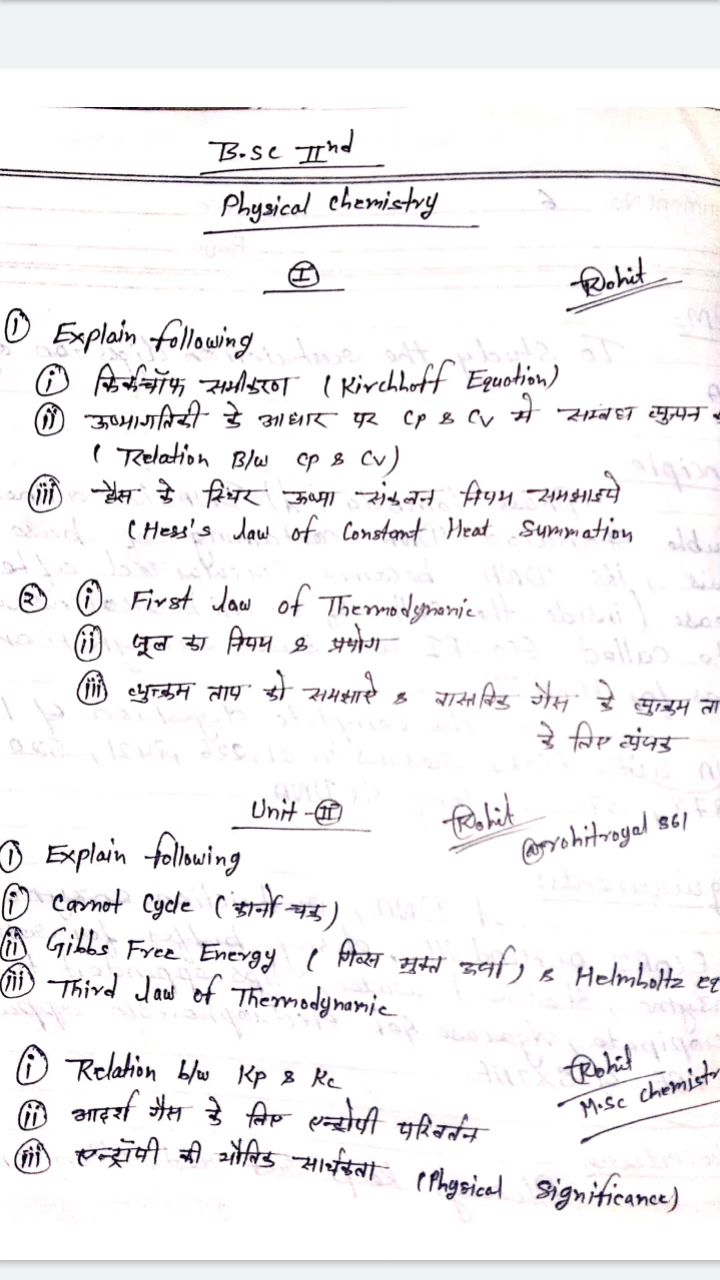 B.sc IInd
Physical chemistry
I
Rohit
① Explain following
ⓘ किर्कचॉफ समीकरण (Kirchhoff Equation)
ⓘⓘ ऊष्मागतिकी के आधार पर Cp & Cv में सम्बंध
(Relation B/w Cp & Cv)
(iii) हैस के स्थिर ऊष्मा संकलन नियम समझाइये
(Hess's law of Constant Heat Summation
② (i) First law of Thermodynamic
(ii) जूल का नियम & प्रयोग
(iii) व्युत्क्रम ताप को समझाऐ & वास्तविक गैस के व्युत्क्रम ता
के लिए व्यंजक
Unit-II
Rohit
@rohitroyal861
① Explain following
(i) Carnot Cycle (कार्नो चक्र)
(ii) Gibbs Free Energy (गिब्स मुक्त ऊर्जा) & Helmholtz eq
(iii) Third law of Thermodynamic
(i) Relation b/w Kp & Kc
Rohit
M.sc chemistr
(ii) आदर्श गैस के लिए एन्ट्रोपी परिवर्तन
(iii) एन्ट्रॉपी की भौतिक सार्थकता (Physical Significance)